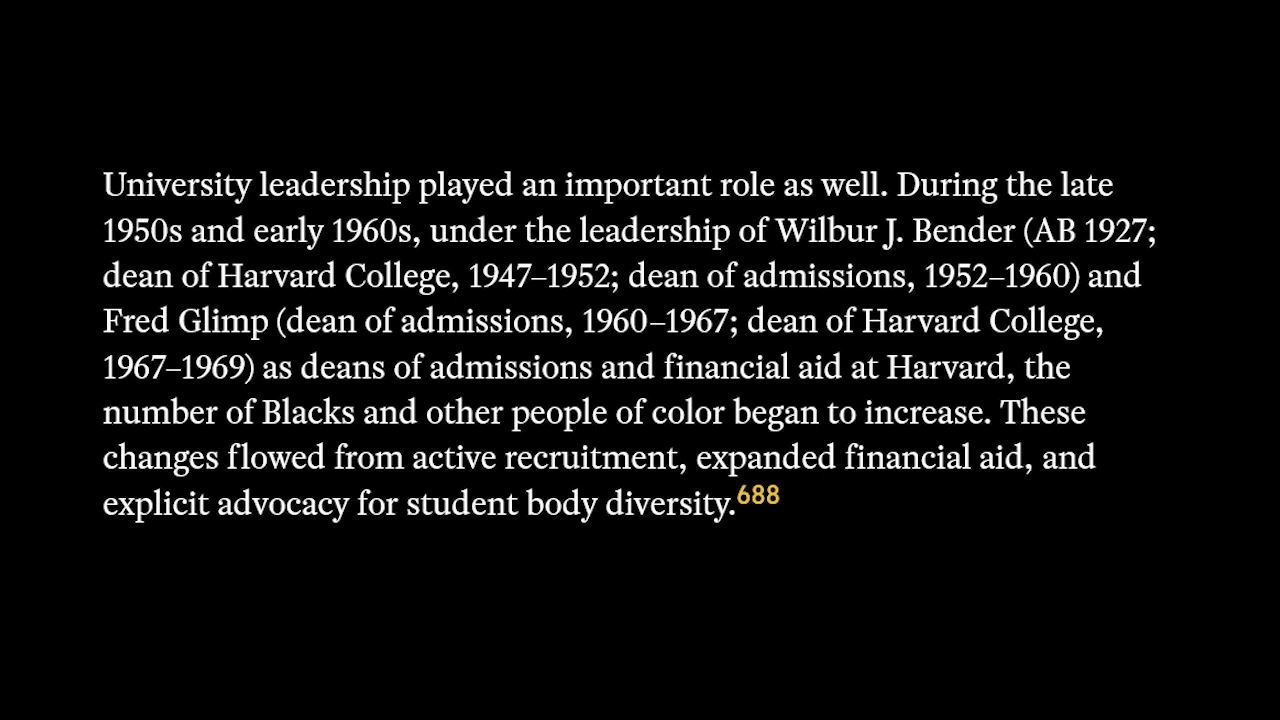 University leadership played an important role as well. During the late
1950s and early 1960s, under the leadership of Wilbur J. Bender (AB 1927;
dean of Harvard College, 1947–1952; dean of admissions, 1952–1960) and
Fred Glimp (dean of admissions, 1960–1967; dean of Harvard College,
1967–1969) as deans of admissions and financial aid at Harvard, the
number of Blacks and other people of color began to increase. These
changes flowed from active recruitment, expanded financial aid, and
explicit advocacy for student body diversity.688